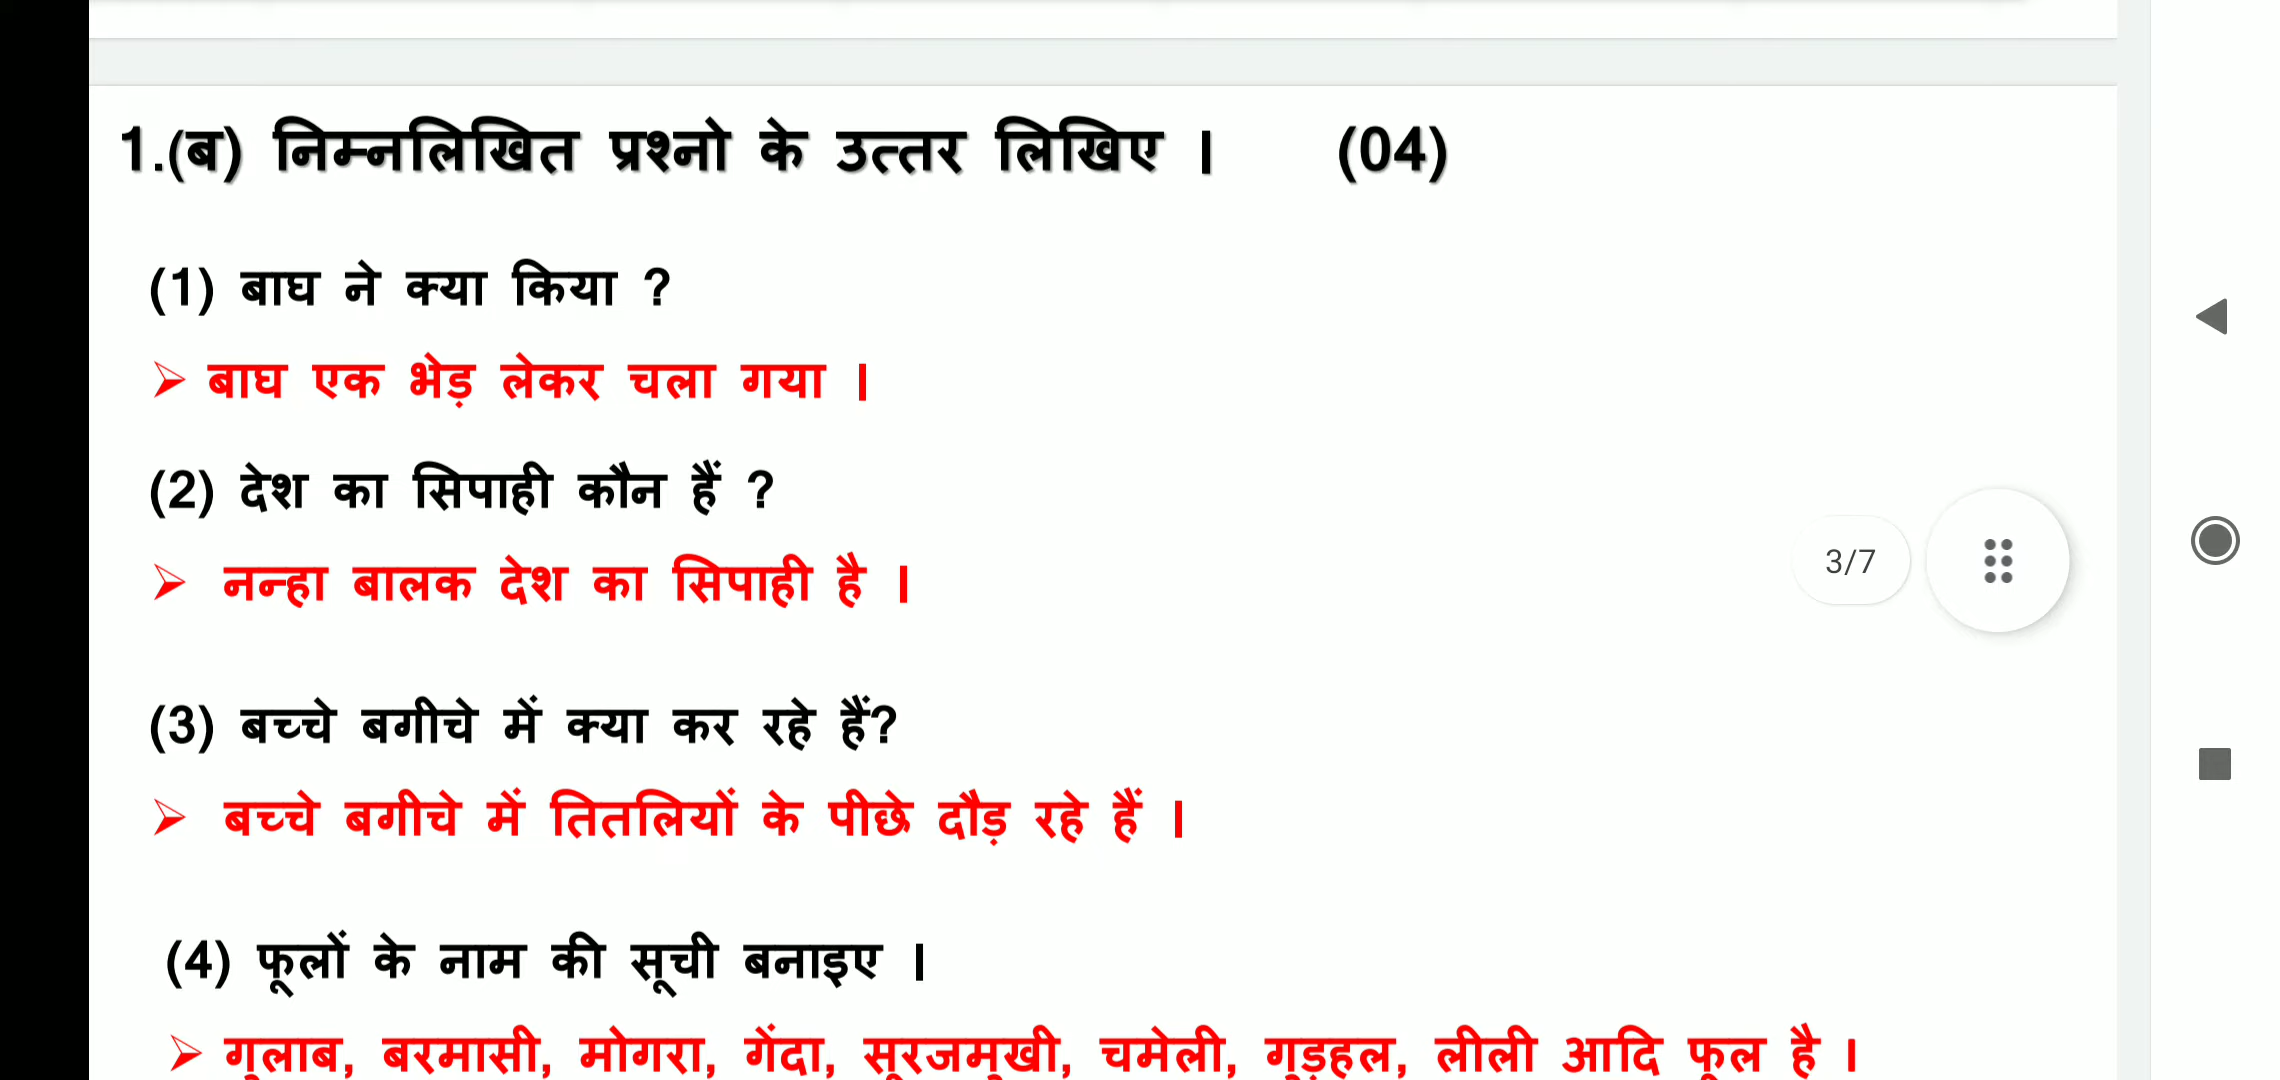 1.(ब) निम्नलिखित प्रश्नो के उत्तर लिखिए । (04)
(1) बाघ ने क्या किया ?
➢ बाघ एक भेड़ लेकर चला गया ।
(2) देश का सिपाही कौन हैं ?
➢ नन्हा बालक देश का सिपाही है ।
3/7
(3) बच्चे बगीचे में क्या कर रहे हैं?
➢ बच्चे बगीचे में तितलियों के पीछे दौड़ रहे हैं ।
(4) फूलों के नाम की सूची बनाइए ।
➢ गुलाब, बरमासी, मोगरा, गेंदा, सूरजमुखी, चमेली, गुड़हल, लीली आदि फूल है ।